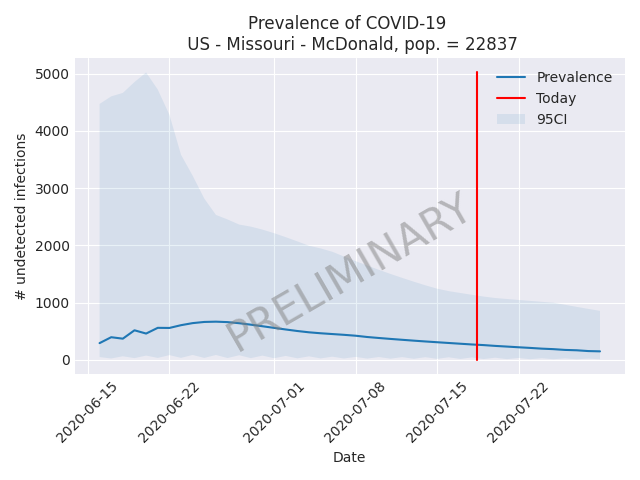 Prevalence of COVID-19
US - Missouri - McDonald, pop. = 22837
5000
4000
3000
2000
1000
0
# undetected infections
Prevalence
Today
95CI
PRELIMINARY
2020-06-15
2020-06-22
2020-07-01
2020-07-08
2020-07-15
2020-07-22
Date